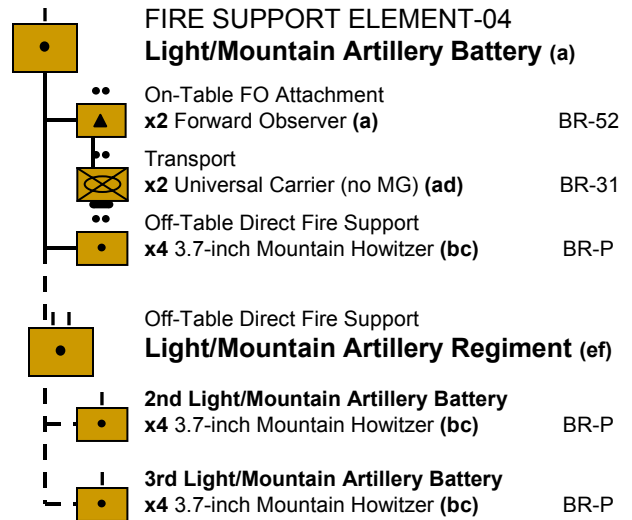 FIRE SUPPORT ELEMENT-04
Light/Mountain Artillery Battery (a)
On-Table FO Attachment
x2 Forward Observer (a) BR-52
Transport
x2 Universal Carrier (no MG) (ad) BR-31
Off-Table Direct Fire Support
x4 3.7-inch Mountain Howitzer (bc) BR-P
Off-Table Direct Fire Support
Light/Mountain Artillery Regiment (ef)
2nd Light/Mountain Artillery Battery
x4 3.7-inch Mountain Howitzer (bc) BR-P
3rd Light/Mountain Artillery Battery
x4 3.7-inch Mountain Howitzer (bc) BR-P